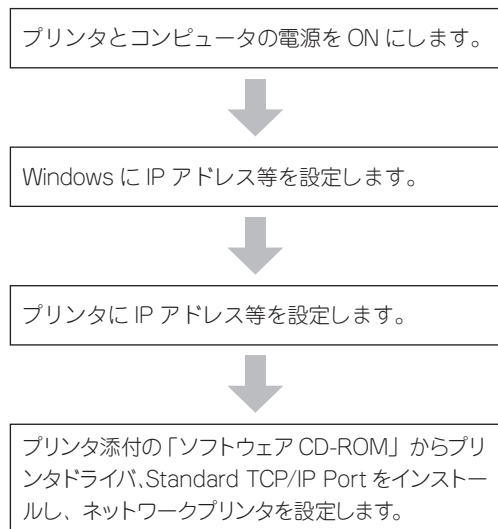 プリンタとコンピュータの電源を ON にします。
Windows に IP アドレス等を設定します。
プリンタに IP アドレス等を設定します。
プリンタ添付の「ソフトウェア CD-ROM」からプリ
ンタドライバ、Standard TCP/IP Port をインストー
ルし、ネットワークプリンタを設定します。